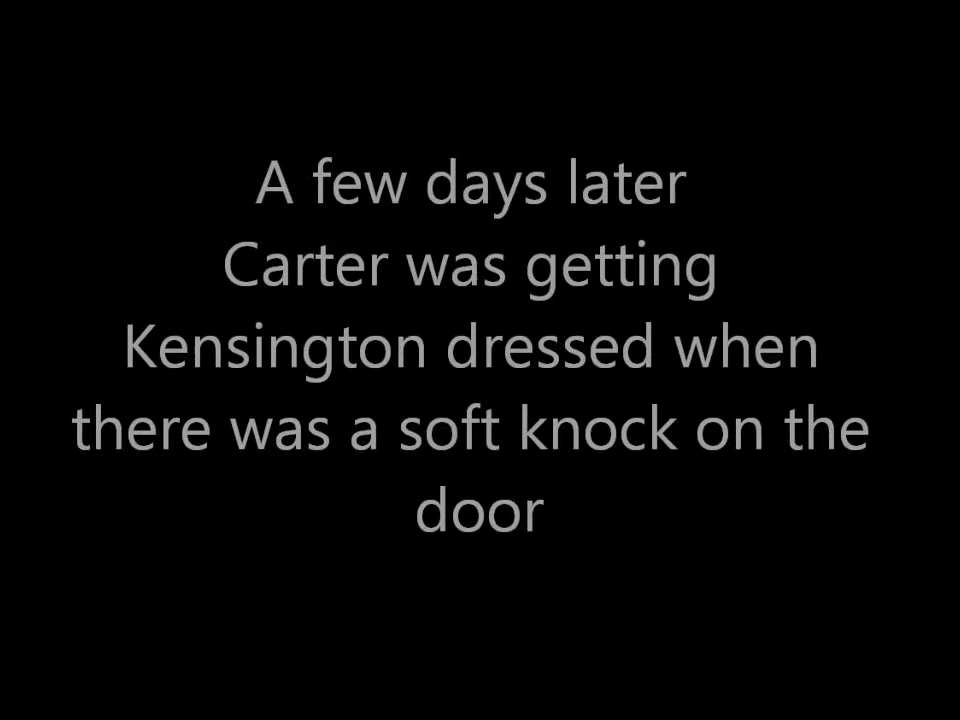 A few days later
Carter was getting
Kensington dressed when
there was a soft knock on the
door